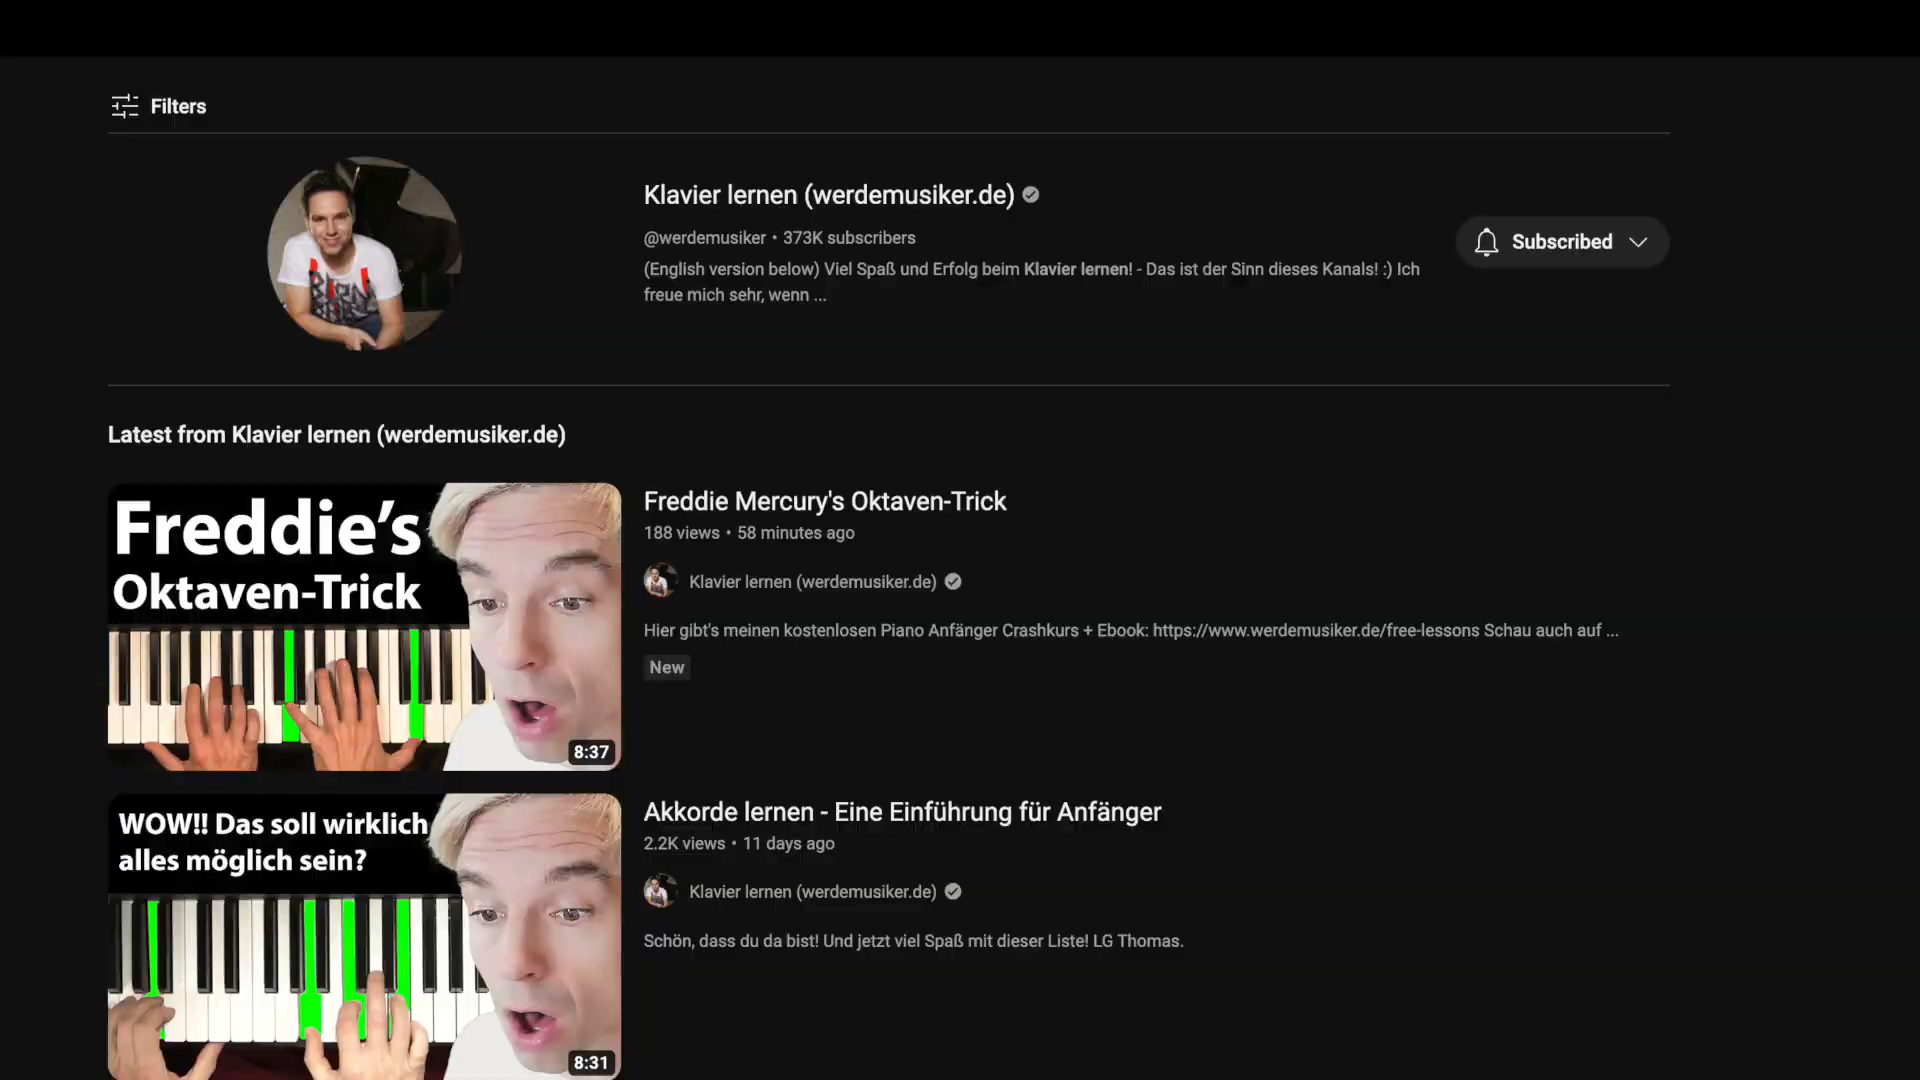 Filters
Klavier lernen (werdemusiker.de)
@werdemusiker • 373K subscribers
(English version below) Viel Spaß und Erfolg beim Klavier lernen! - Das ist der Sinn dieses Kanals! :) Ich
freue mich sehr, wenn ...
Subscribed
Latest from Klavier lernen (werdemusiker.de)
Freddie's
Oktaven-Trick
8:37
Freddie Mercury's Oktaven-Trick
188 views • 58 minutes ago
Klavier lernen (werdemusiker.de)
Hier gibt's meinen kostenlosen Piano Anfänger Crashkurs + Ebook: https://www.werdemusiker.de/free-lessons Schau auch auf ...
New
WOW!! Das soll wirklich
alles möglich sein?
8:31
Akkorde lernen - Eine Einführung für Anfänger
2.2K views • 11 days ago
Klavier lernen (werdemusiker.de)
Schön, dass du da bist! Und jetzt viel Spaß mit dieser Liste! LG Thomas.